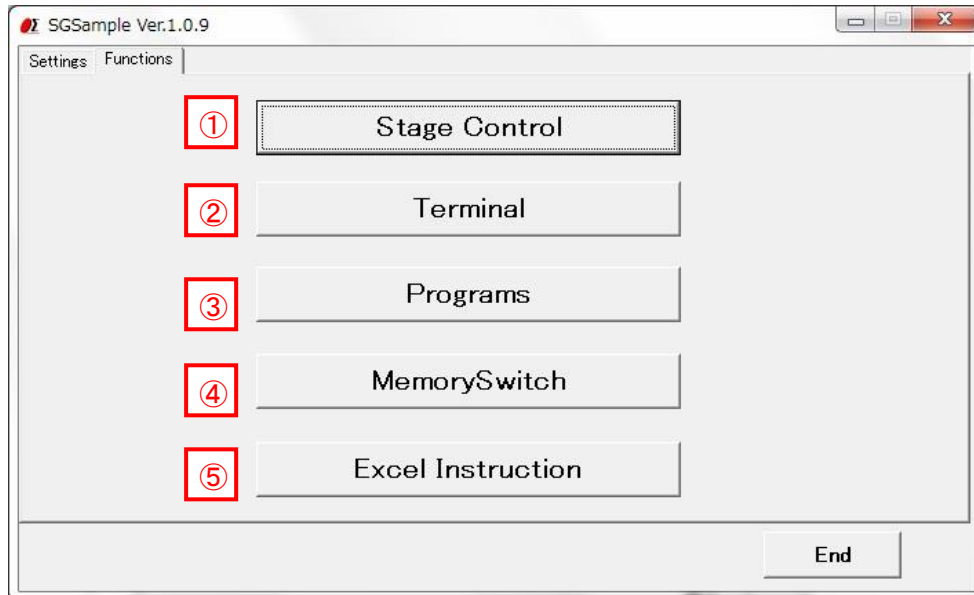 SGSample Ver.1.0.9
Settings Functions
① Stage Control
② Terminal
③ Programs
④ MemorySwitch
⑤ Excel Instruction
End